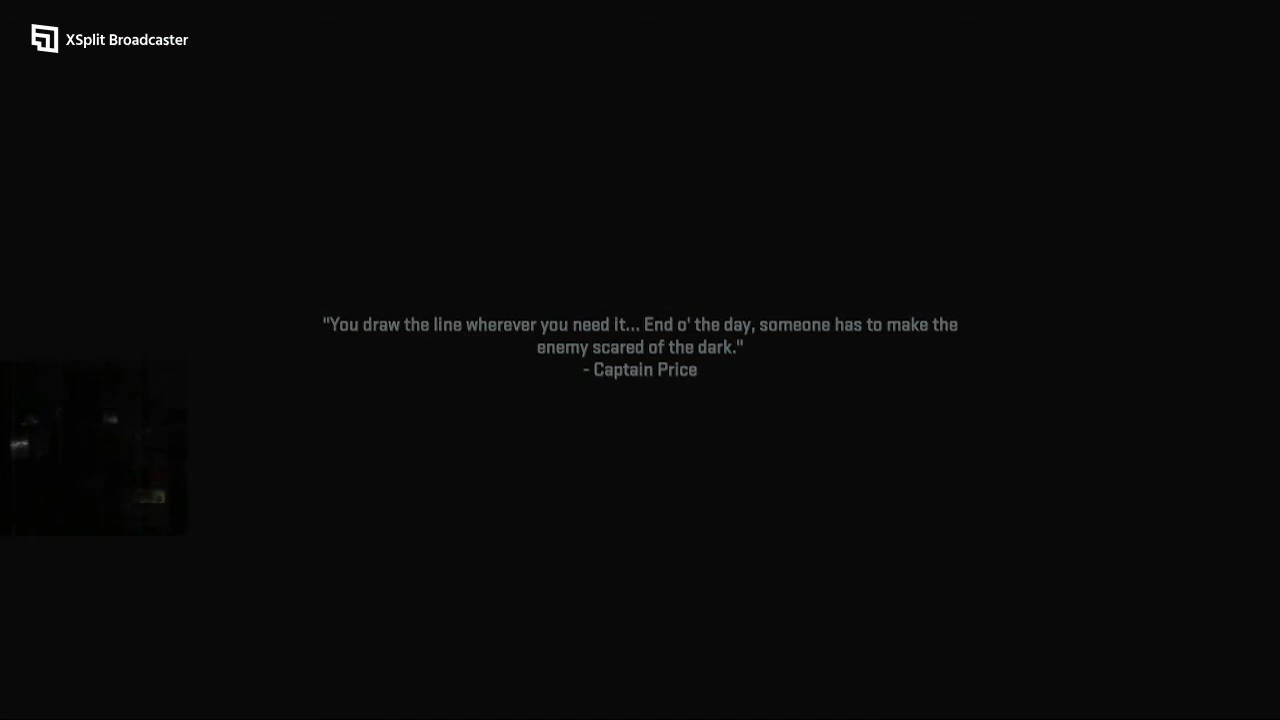 XSplit Broadcaster
"You draw the line wherever you need it... End o' the day, someone has to make the
enemy scared of the dark."
- Captain Price